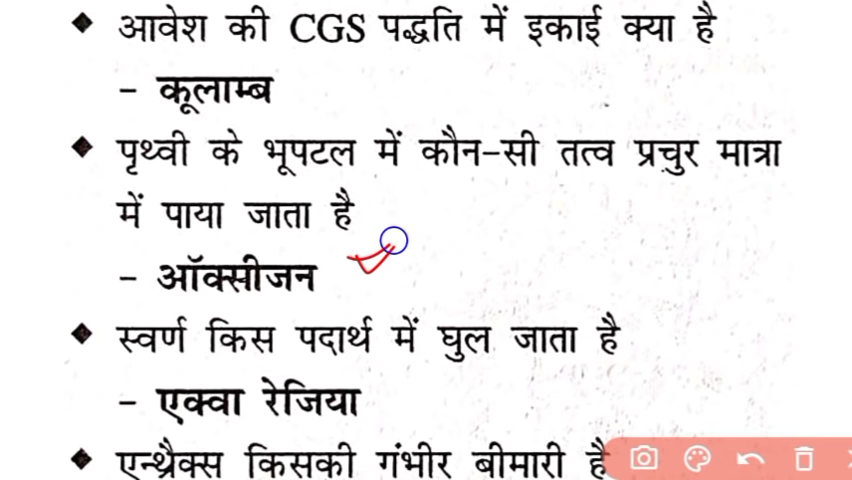 ◆ आवेश की CGS पद्धति में इकाई क्या है
– कूलाम्ब
◆ पृथ्वी के भूपटल में कौन-सी तत्व प्रचुर मात्रा
में पाया जाता है
– ऑक्सीजन
◆ स्वर्ण किस पदार्थ में घुल जाता है
– एक्वा रेजिया
◆ एन्थ्रैक्स किसकी गंभीर बीमारी है